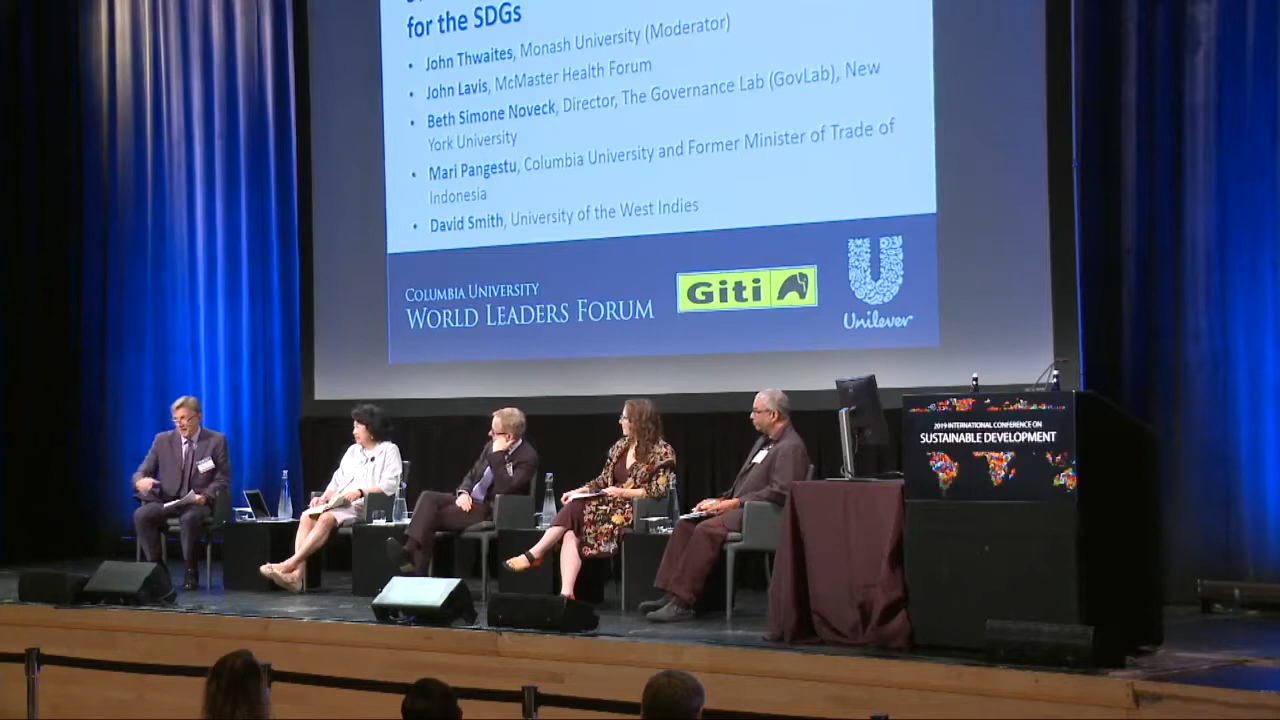 for the SDGs
• John Thwaites, Monash University (Moderator)
• John Lavis, McMaster Health Forum
• Beth Simone Noveck, Director, The Governance Lab (GovLab), New
York University
• Mari Pangestu, Columbia University and Former Minister of Trade of
Indonesia
• David Smith, University of the West Indies
COLUMBIA UNIVERSITY
WORLD LEADERS FORUM
Giti
Unilever
2019 INTERNATIONAL CONFERENCE ON
SUSTAINABLE DEVELOPMENT